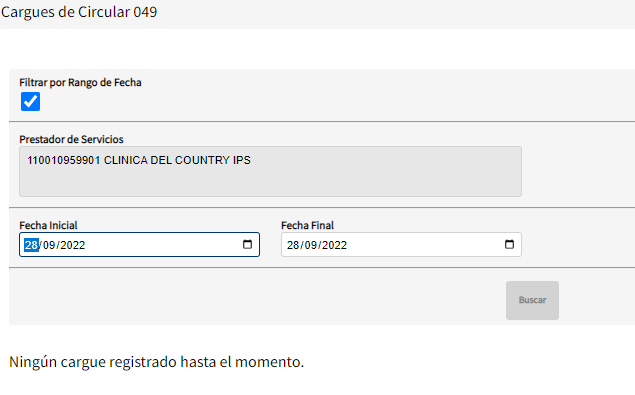 Cargues de Circular 049
Filtrar por Rango de Fecha
Prestador de Servicios
110010959901 CLINICA DEL COUNTRY IPS
Fecha Inicial Fecha Final
28/09/2022 28/09/2022
Buscar
Ningún cargue registrado hasta el momento.